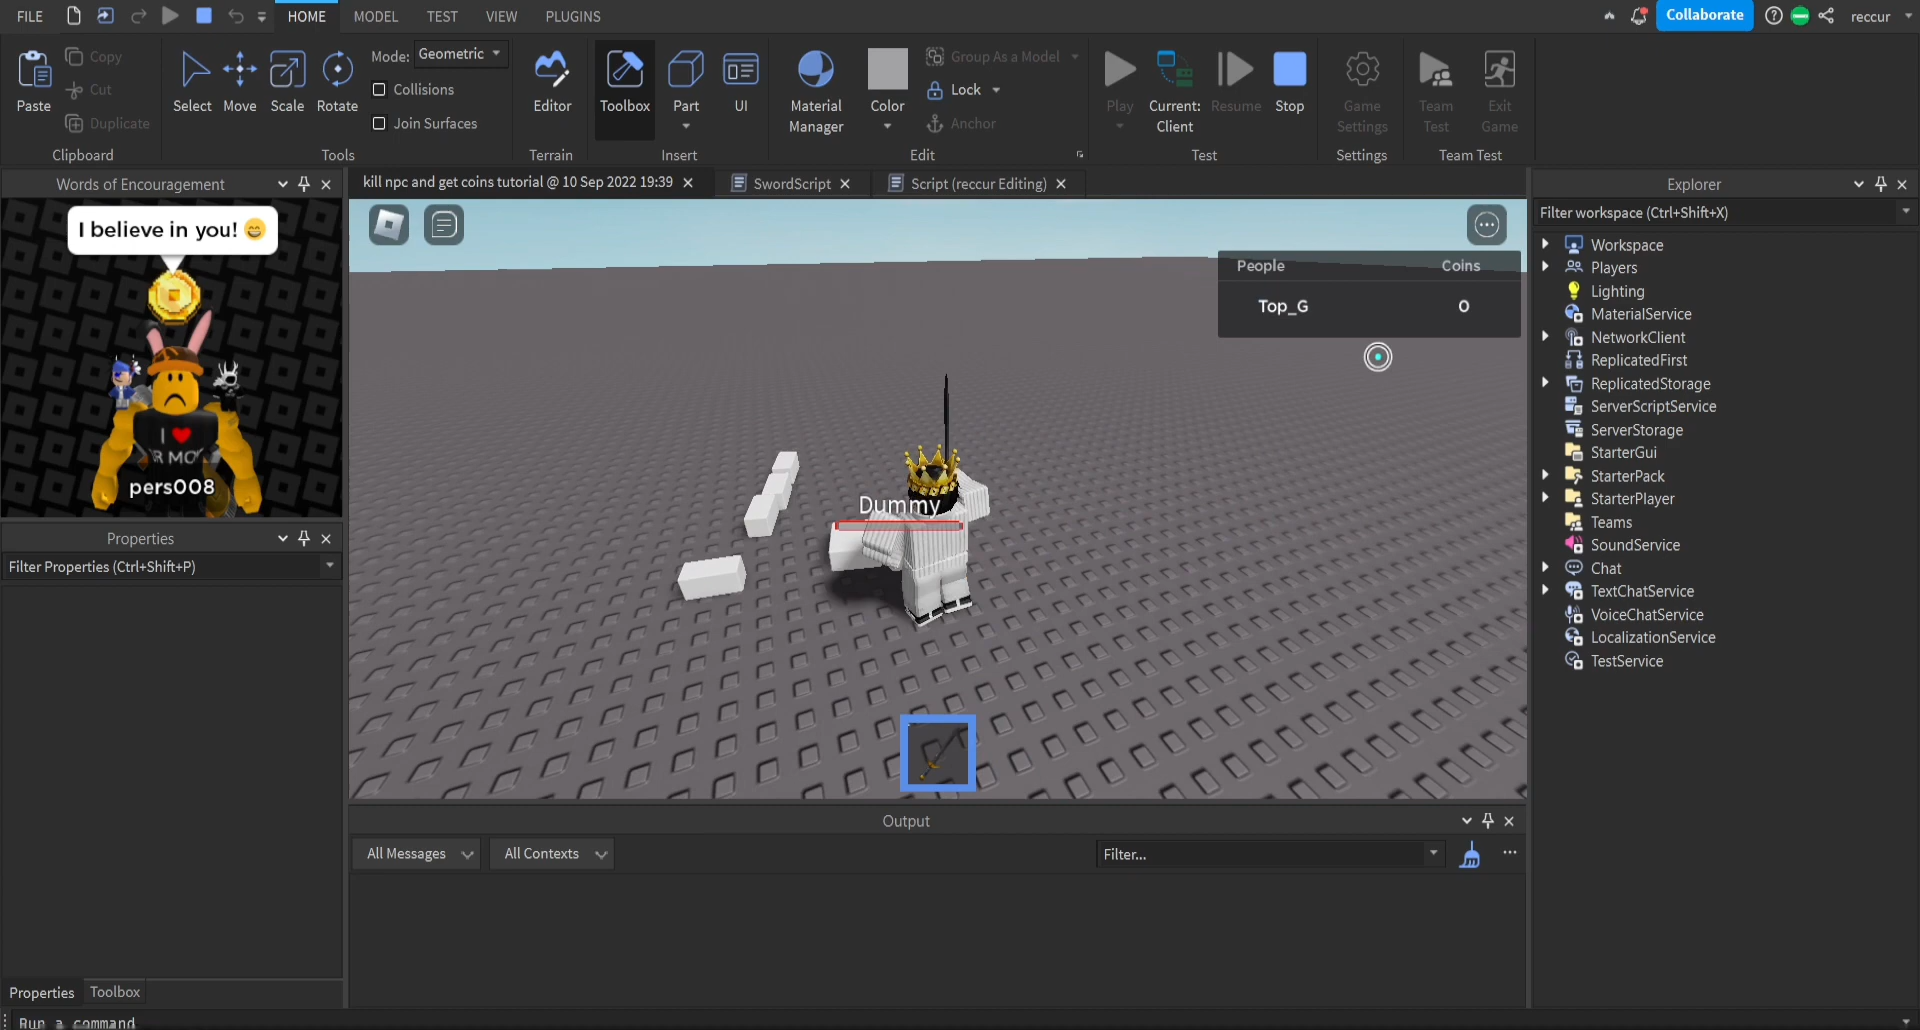 FILE HOME MODEL TEST VIEW PLUGINS Collaborate reccur
Paste
Copy
Cut
Duplicate
Clipboard
Select Move Scale Rotate
Mode: Geometric
Collisions
Join Surfaces
Tools
Editor
Terrain
Toolbox Part UI
Insert
Material
Manager
Color
Group As a Model
Lock
Anchor
Edit
Play
Current:
Client
Resume Stop
Test
Game
Settings
Settings
Team
Test
Exit
Game
Team Test
Words of Encouragement
I believe in you! 😁
I ♥
R MO
pers008
Properties
Filter Properties (Ctrl+Shift+P)
Properties Toolbox
Run a command
kill npc and get coins tutorial @ 10 Sep 2022 19:39 SwordScript Script (reccur Editing)
People Coins
Top_G 0
Dummy
Output
All Messages All Contexts Filter...
Explorer
Filter workspace (Ctrl+Shift+X)
Workspace
Players
Lighting
MaterialService
NetworkClient
ReplicatedFirst
ReplicatedStorage
ServerScriptService
ServerStorage
StarterGui
StarterPack
StarterPlayer
Teams
SoundService
Chat
TextChatService
VoiceChatService
LocalizationService
TestService